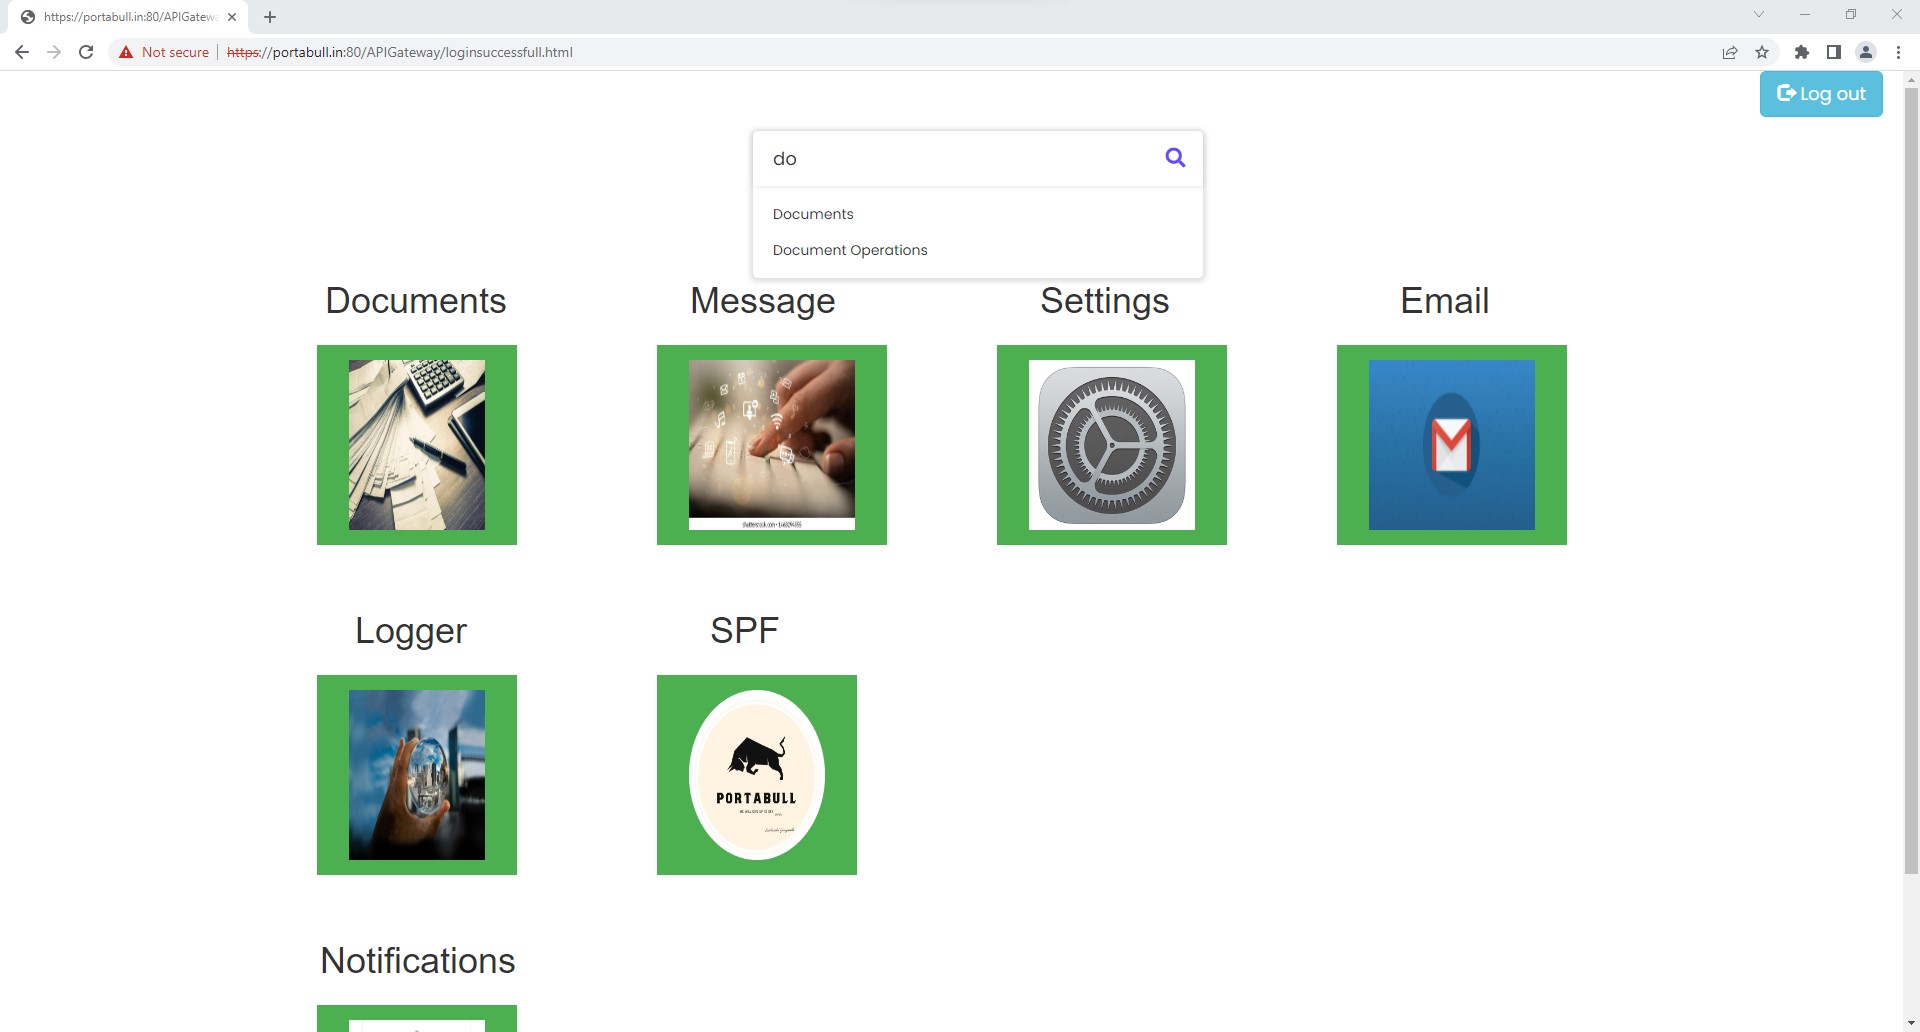 https://portabull.in:80/APIGatew
Not secure
https://portabull.in:80/APIGateway/loginsuccessfull.html
Log out
do
Documents
Document Operations
Documents
Message
Settings
Email
Logger
SPF
PORTABULL
Notifications